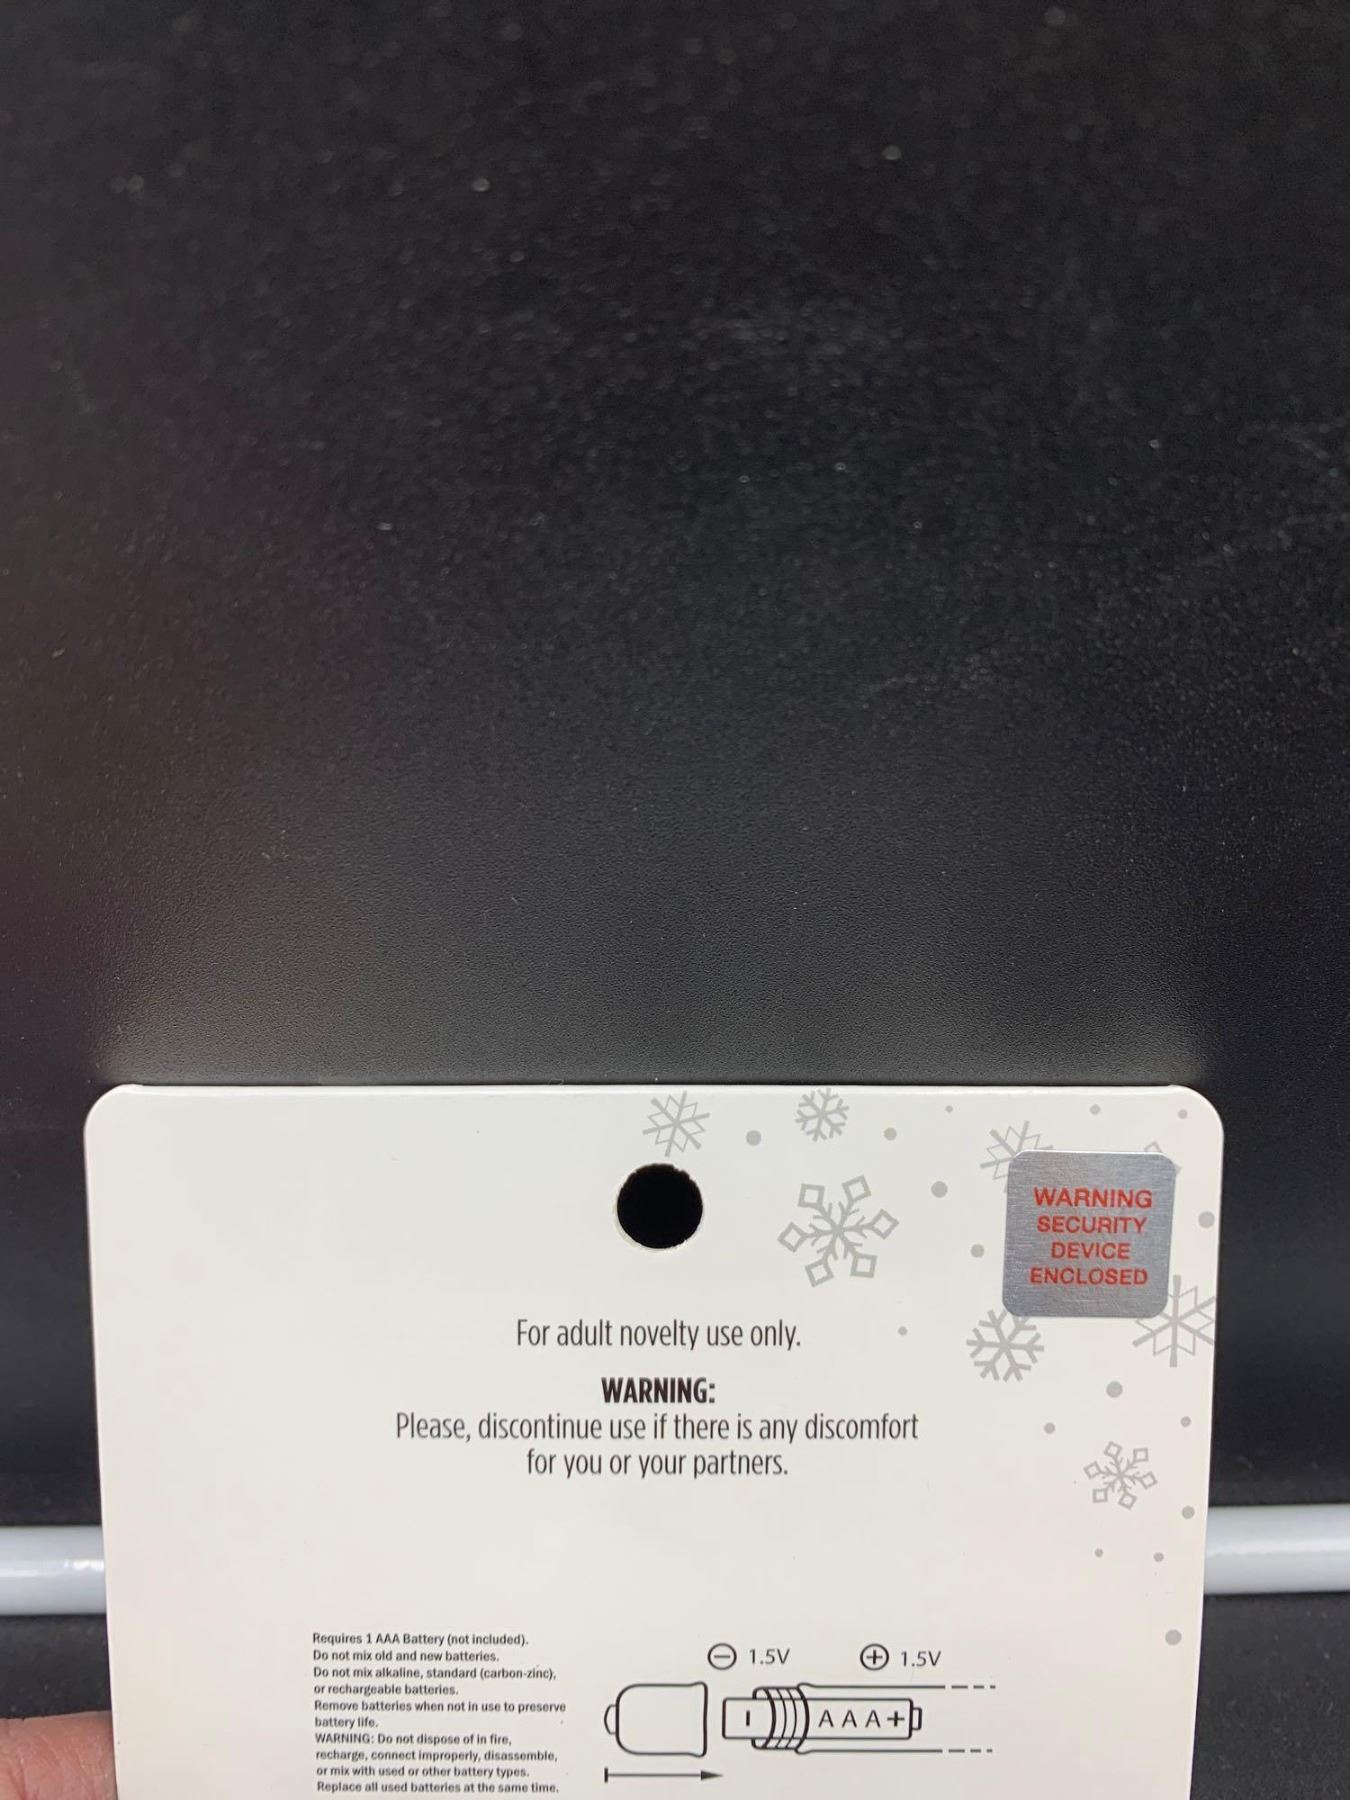 WARNING
SECURITY
DEVICE
ENCLOSED
For adult novelty use only.
WARNING:
Please, discontinue use if there is any discomfort
for you or your partners.
Requires 1 AAA Battery (not included).
Do not mix old and new batteries.
Do not mix alkaline, standard (carbon-zinc),
or rechargeable batteries.
Remove batteries when not in use to preserve
battery life.
WARNING: Do not dispose of in fire,
recharge, connect improperly, disassemble,
or mix with used or other battery types.
Replace all used batteries at the same time.
⊖ 1.5V ⊕ 1.5V
- AAA+